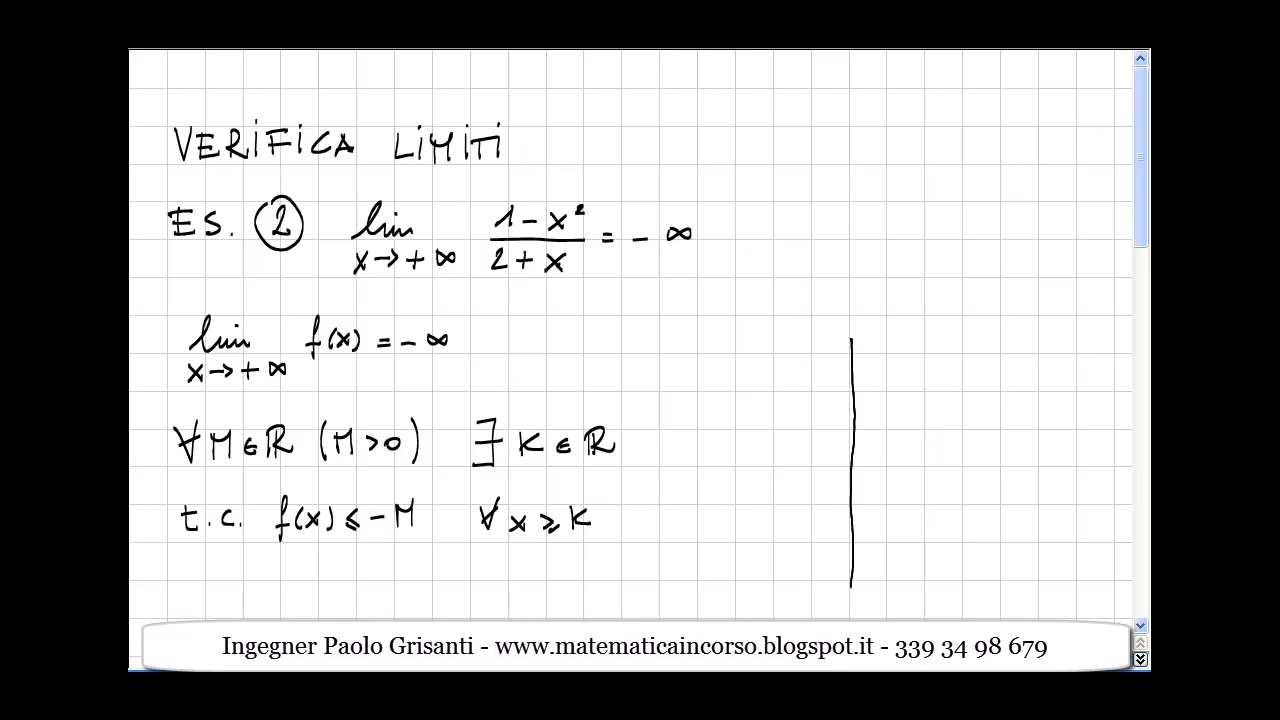 VERIFICA LIMITI
ES. 2 lim x→+∞ (1-x²)/(2+x) = -∞
lim x→+∞ f(x) = -∞
∀ M ∈ ℝ (M>0) ∃ K ∈ ℝ
t.c. f(x) ⩽ -M ∀ x ⩾ K
Ingegner Paolo Grisanti - www.matematicaincorso.blogspot.it - 339 34 98 679